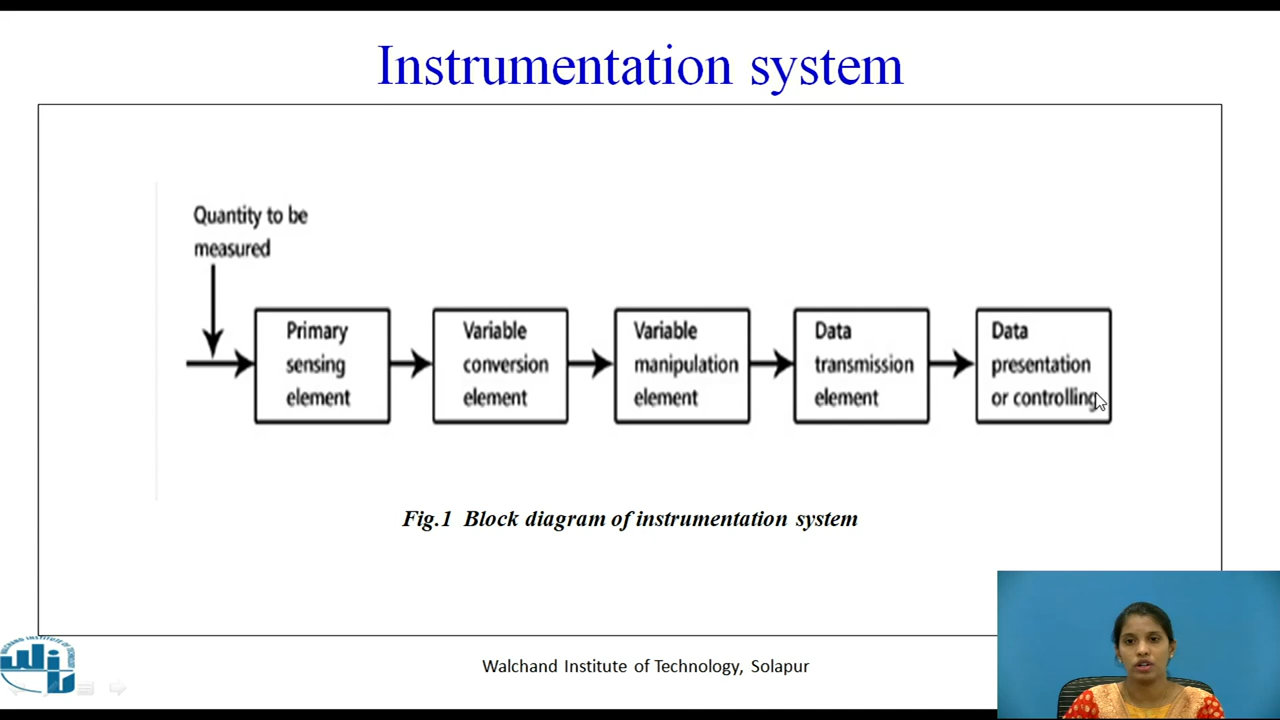 Instrumentation system
Quantity to be
measured
Primary
sensing
element
Variable
conversion
element
Variable
manipulation
element
Data
transmission
element
Data
presentation
or controlling
Fig.1 Block diagram of instrumentation system
Walchand Institute of Technology, Solapur